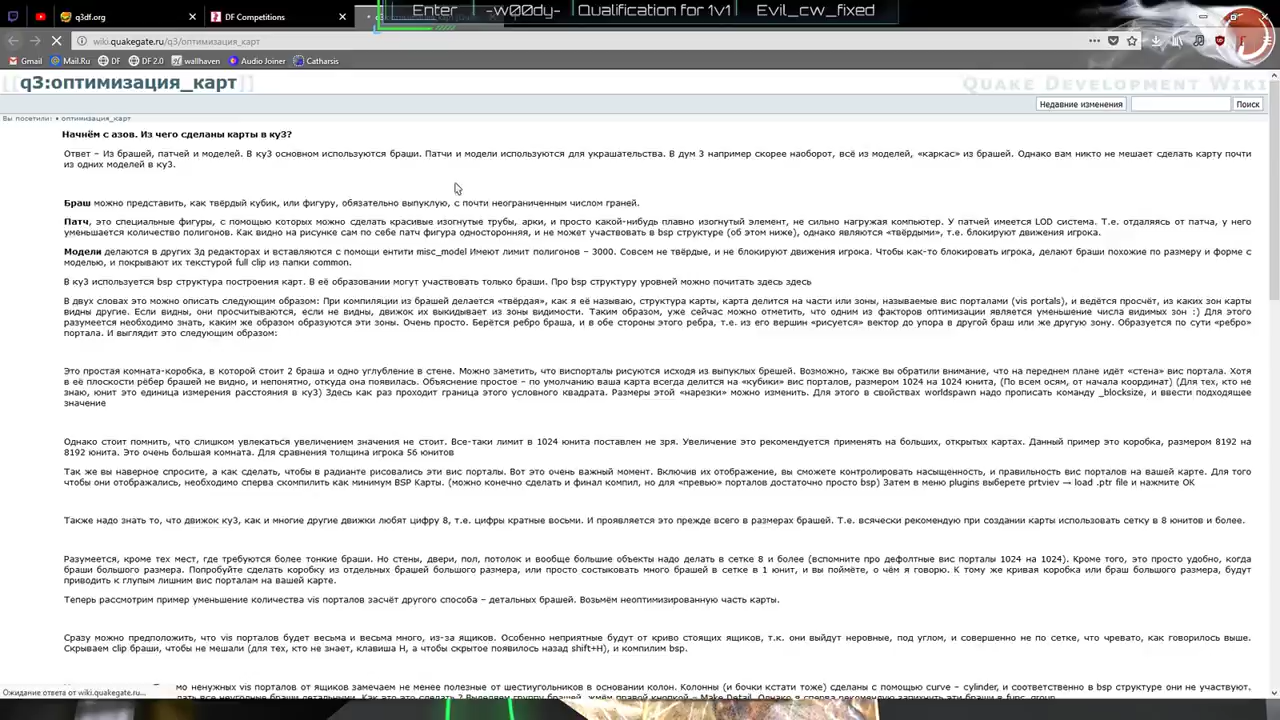 Enter -w00dy- Qualification for 1v1 Evil_cw_fixed
q3df.org
DF Competitions
wiki.quakegate.ru/q3/оптимизация_карт
Gmail Mail.Ru DF DF 2.0 wallhaven Audio Joiner Catharsis
[[q3:оптимизация_карт]]
Quake Development Wiki
Недавние изменения Поиск
Вы посетили: • оптимизация_карт
Начнём с азов. Из чего сделаны карты в ку3?
Ответ – Из брашей, патчей и моделей. В ку3 основном используются браши. Патчи и модели используются для украшательства. В дум 3 например скорее наоборот, всё из моделей, «каркас» из брашей. Однако вам никто не мешает сделать карту почти
из одних моделей в ку3.
Браш можно представить, как твёрдый кубик, или фигуру, обязательно выпуклую, с почти неограниченным числом граней.
Патч, это специальные фигуры, с помощью которых можно сделать красивые изогнутые трубы, арки, и просто какой-нибудь плавно изогнутый элемент, не сильно нагружая компьютер. У патчей имеется LOD система. Т.е. отдаляясь от патча, у него
уменьшается количество полигонов. Как видно на рисунке сам по себе патч фигура односторонняя, и не может участвовать в bsp структуре (об этом ниже), однако являются «твёрдыми», т.е. блокируют движения игрока.
Модели делаются в других 3д редакторах и вставляются с помощи ентити misc_model Имеют лимит полигонов – 3000. Совсем не твёрдые, и не блокируют движения игрока. Чтобы как-то блокировать игрока, делают браши похожие по размеру и форме с
моделью, и покрывают их текстурой full clip из папки common.
В ку3 используется bsp структура построения карт. В её образовании могут участвовать только браши. Про bsp структуру уровней можно почитать здесь здесь
В двух словах это можно описать следующим образом: При компиляции из брашей делается «твёрдая», как я её называю, структура карты, карта делится на части или зоны, называемые вис порталами (vis portals), и ведётся просчёт, из каких зон карты
видны другие. Если видны, они просчитываются, если не видны, движок их выкидывает из зоны видимости. Таким образом, уже сейчас можно отметить, что одним из факторов оптимизации является уменьшение числа видимых зон :) Для этого
разумеется необходимо знать, каким же образом образуются эти зоны. Очень просто. Берётся ребро браша, и в обе стороны этого ребра, т.е. из его вершин «рисуется» вектор до упора в другой браш или же другую зону. Образуется по сути «ребро»
портала. И выглядит это следующим образом:
Это простая комната-коробка, в которой стоит 2 браша и одно углубление в стене. Можно заметить, что виспорталы рисуются исходя из выпуклых брешей. Возможно, также вы обратили внимание, что на переднем плане идёт «стена» вис портала. Хотя
в её плоскости рёбер брашей не видно, и непонятно, откуда она появилась. Объяснение простое – по умолчанию ваша карта всегда делится на «кубики» вис порталов, размером 1024 на 1024 юнита, (По всем осям, от начала координат) (Для тех, кто не
знаю, юнит это единица измерения расстояния в ку3) Здесь как раз проходит граница этого условного квадрата. Размеры этой «нарезки» можно изменить. Для этого в свойствах worldspawn надо прописать команду _blocksize, и ввести подходящее
значение
Однако стоит помнить, что слишком увлекаться увеличением значения не стоит. Все-таки лимит в 1024 юнита поставлен не зря. Увеличение это рекомендуется применять на больших, открытых картах. Данный пример это коробка, размером 8192 на
8192 юнита. Это очень большая комната. Для сравнения толщина игрока 56 юнитов
Так же вы наверное спросите, а как сделать, чтобы в радианте рисовались эти вис порталы. Вот это очень важный момент. Включив их отображение, вы сможете контролировать насыщенность, и правильность вис порталов на вашей карте. Для того
чтобы они отображались, необходимо сперва скомпилить как минимум BSP Карты. (можно конечно сделать и финал компил, но для «превью» порталов достаточно просто bsp) Затем в меню plugins выберете prtviev → load .ptr file и нажмите OK
Также надо знать то, что движок ку3, как и многие другие движки любят цифру 8, т.е. цифры кратные восьми. И проявляется это прежде всего в размерах брашей. Т.е. всячески рекомендую при создании карты использовать сетку в 8 юнитов и более.
Разумеется, кроме тех мест, где требуются более тонкие браши. Но стены, двери, пол, потолок и вообще большие объекты надо делать в сетке 8 и более (вспомните про дефолтные вис порталы 1024 на 1024). Кроме того, это просто удобно, когда
браши большого размера. Попробуйте сделать коробку из отдельных брашей большого размера, или просто состыковать много брашей в сетке в 1 юнит, и вы поймёте, о чём я говорю. К тому же кривая коробка или браш большого размера, будут
приводить к глупым лишним вис порталам на вашей карте.
Теперь рассмотрим пример уменьшение количества vis порталов засчёт другого способа – детальных брашей. Возьмём неоптимизированную часть карты.
Сразу можно предположить, что vis порталов будет весьма и весьма много, из-за ящиков. Особенно неприятные будут от криво стоящих ящиков, т.к. они выйдут неровные, под углом, и совершенно не по сетке, что чревато, как говорилось выше.
Скрываем clip браши, чтобы не мешали (для тех, кто не знает, клавиша H, а чтобы скрытое появилось назад shift+H), и компилим bsp.
мо ненужных vis порталов от ящиков замечаем не менее полезные от шестиугольников в основании колон. Колонны (и бочки кстати тоже) сделаны с помощью curve – cylinder, и соответственно в bsp структуре они не участвуют.
Ожидание ответа от wiki.quakegate.ru...